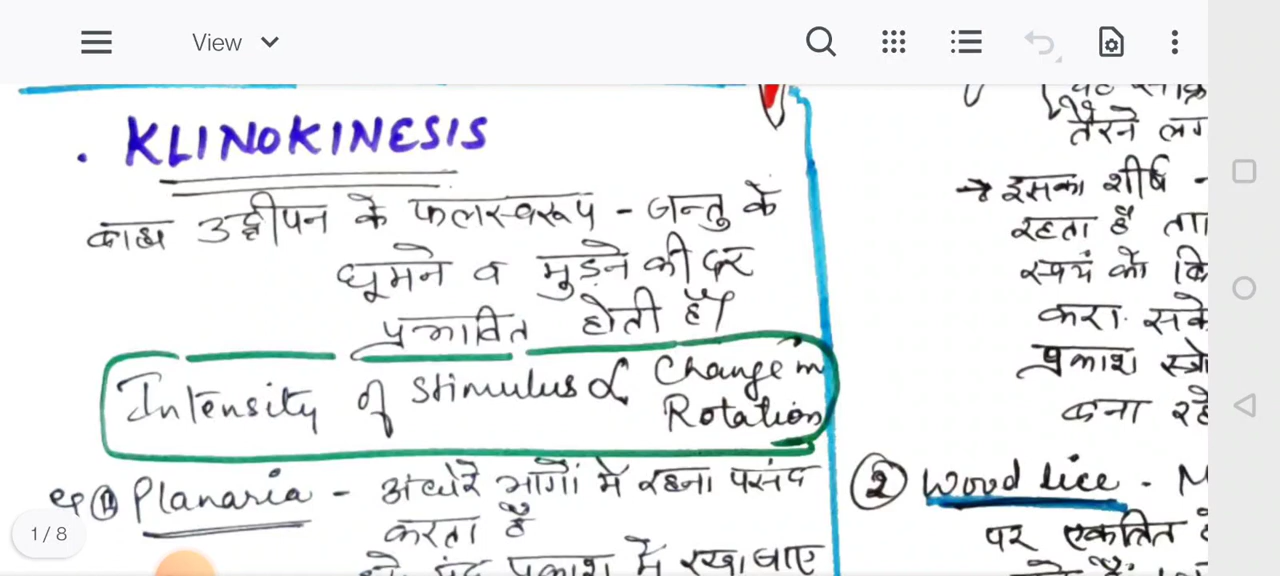 View
. KLINOKINESIS
बाह्य उद्दीपन के फलस्वरूप - जन्तु के
घूमने व मुड़ने की दर
प्रभावित होती है।
Intensity of stimulus ∝ Change in
Rotation
eg ① Planaria - अंधेरे भागों में रहना पसंद
करता है
प्रकाश में रखा जाए
1 / 8
तैरने लग
→ इसका शीर्ष -
रहता है ता
स्वयं को दि
करा सके
प्रकाश स्त्रो
बना रहे
② Wood lice - M
पर एकत्रित ह